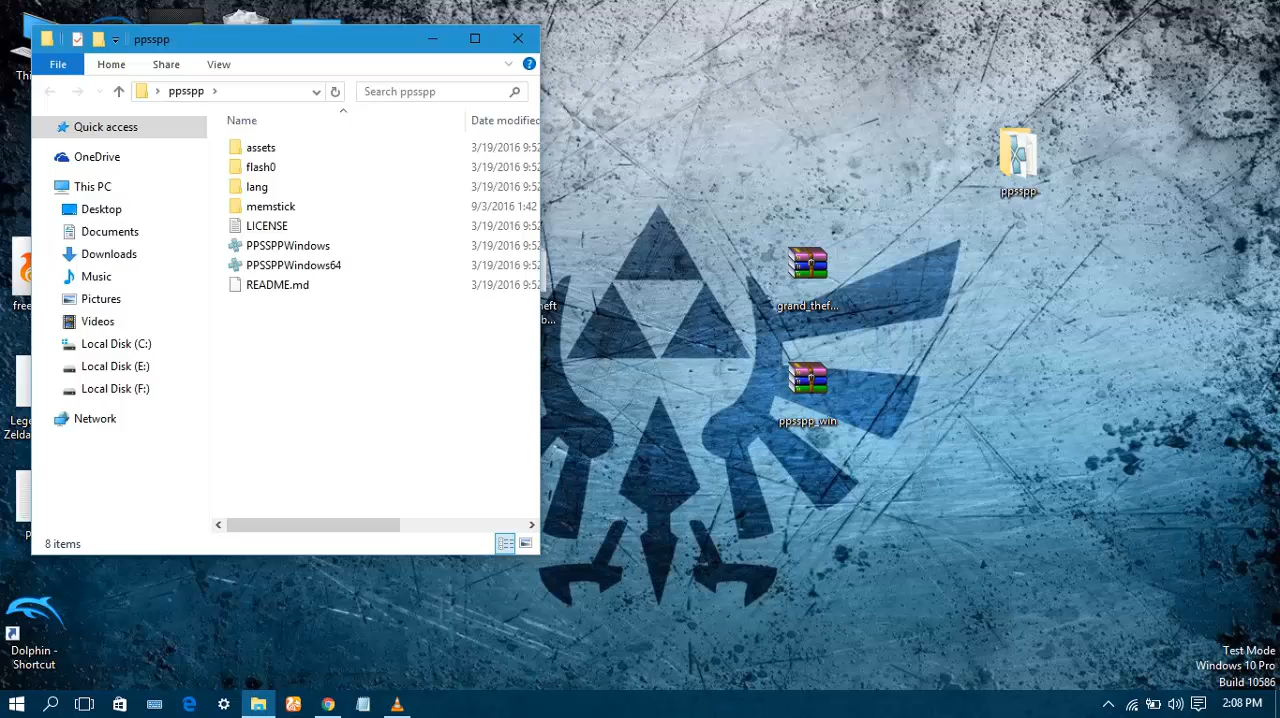 ppsspp
File Home Share View
ppsspp
Search ppsspp
Name Date modified
Quick access
OneDrive
This PC
Desktop
Documents
Downloads
Pictures
Videos
Local Disk (C:)
Local Disk (E:)
Local Disk (F:)
Network
assets 3/19/2016 9:52
flash0 3/19/2016 9:52
lang 3/19/2016 9:52
memstick 9/3/2016 1:42
LICENSE 3/19/2016 9:52
PPSSPPWindows 3/19/2016 9:52
PPSSPPWindows64 3/19/2016 9:52
README.md 3/19/2016 9:52
8 items
ppsspp
grand_thef...
ppsspp_win
Dolphin -
Shortcut
Test Mode
Windows 10 Pro
Build 10586
2:08 PM